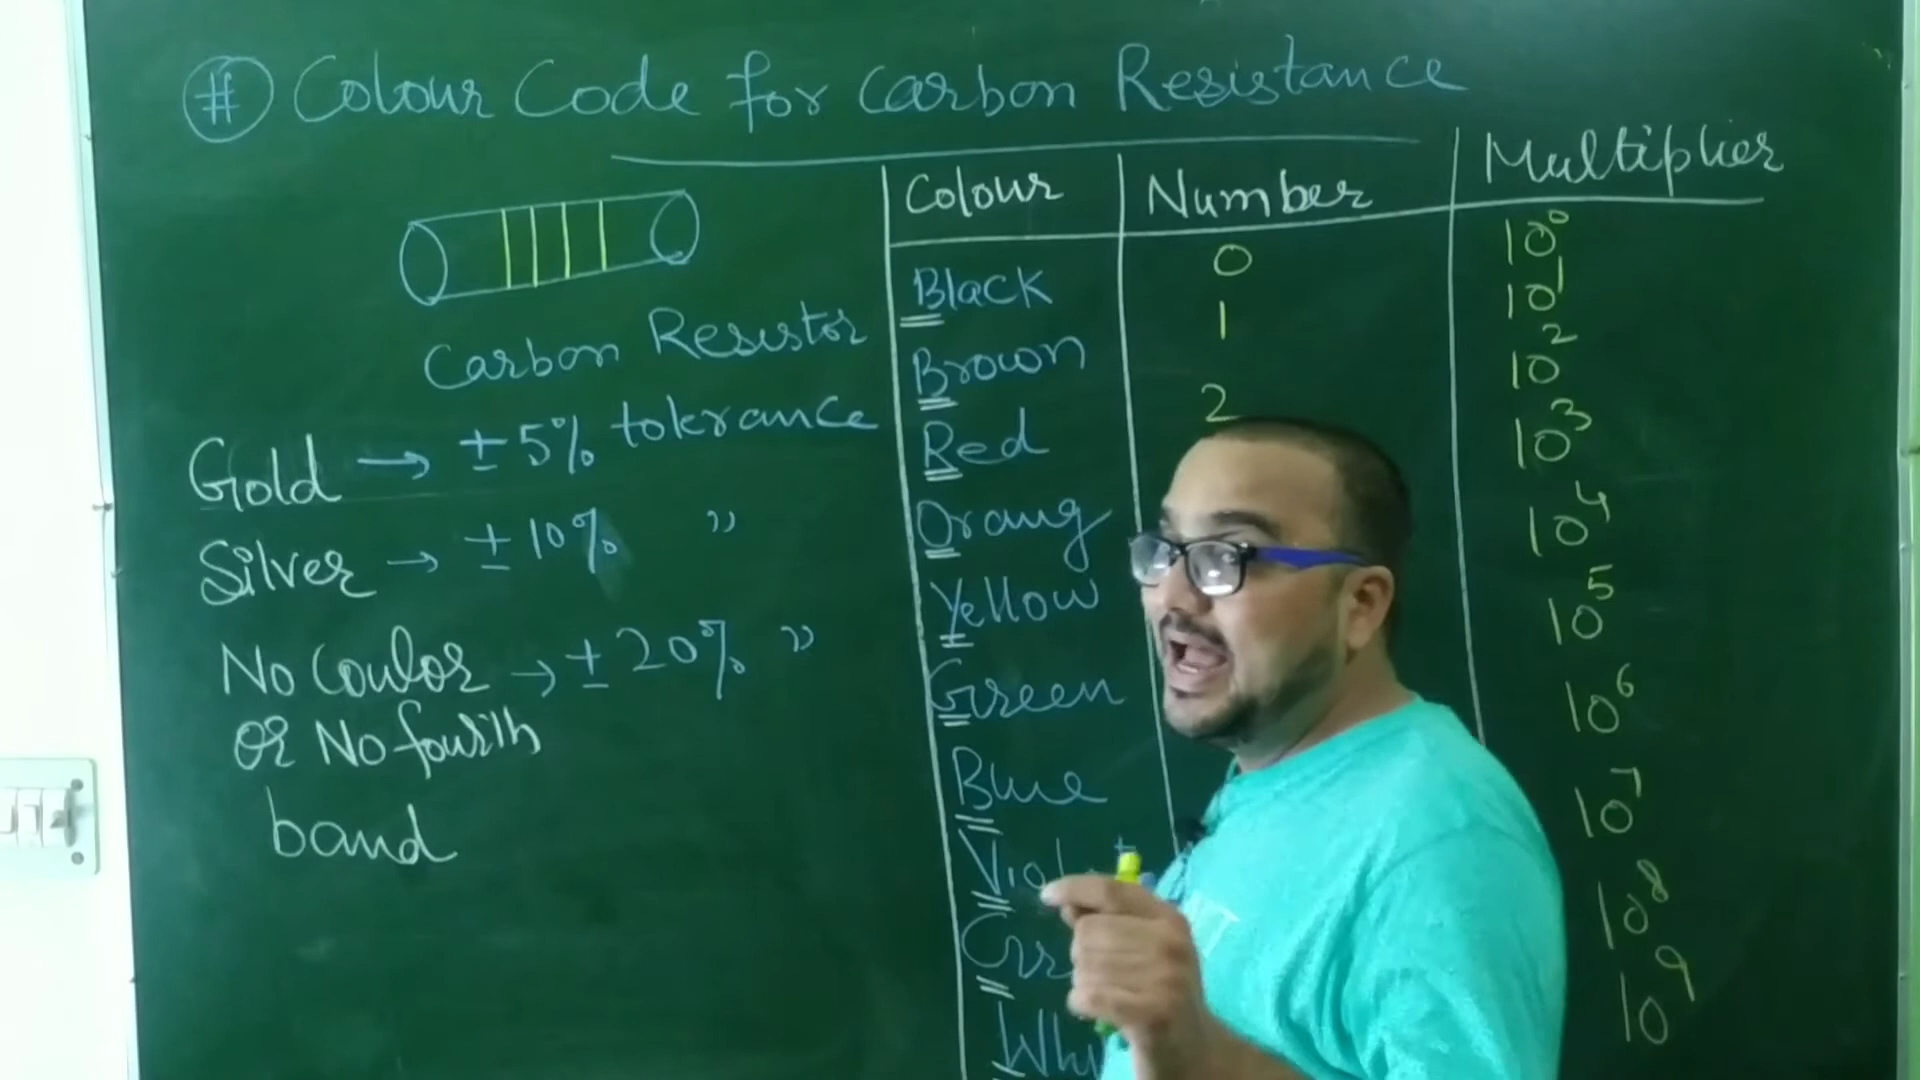 # Colour Code for Carbon Resistance
Carbon Resistor
Gold → ± 5% tolerance
Silver → ± 10% "
No Coulor → ± 20% "
or No fourth
band
Colour Number Multiplier
Black 0 10⁰
Brown 1 10¹
Red 2 10²
Orang 10³
Yellow 10⁴
Green 10⁵
Blue 10⁶
10⁷
10⁸
10⁹